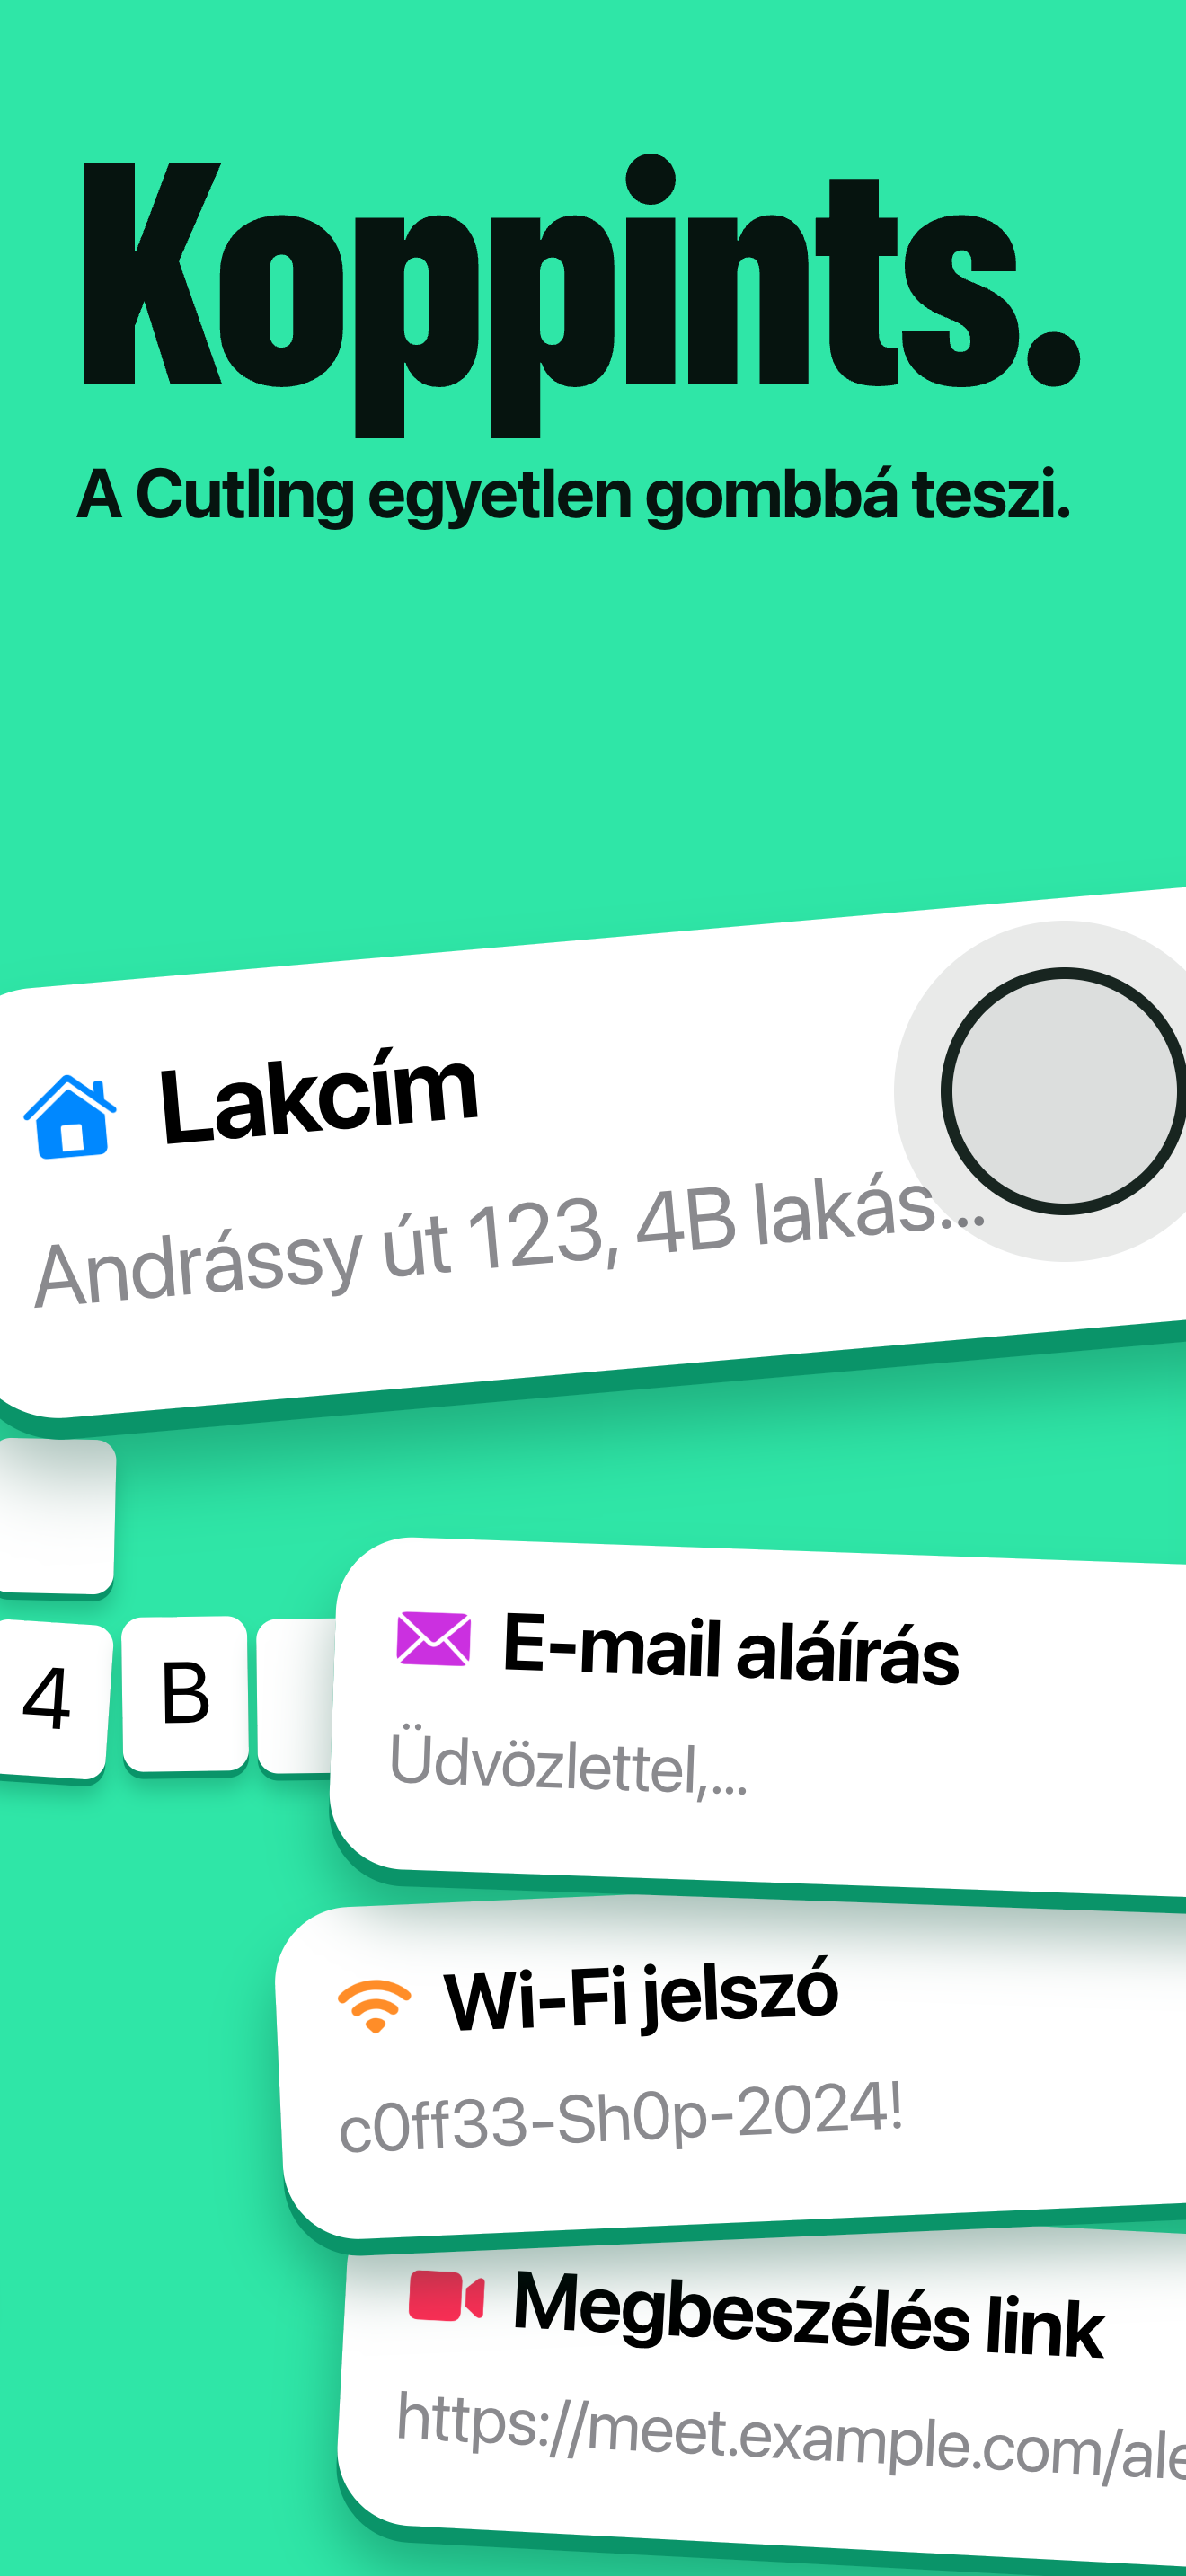 Koppints.
A Cutling egyetlen gombbá teszi.
Lakcím
Andrássy út 123, 4B lakás...
4 B
E-mail aláírás
Üdvözlettel,...
Wi-Fi jelszó
c0ff33-Sh0p-2024!
Megbeszélés link
https://meet.example.com/ale